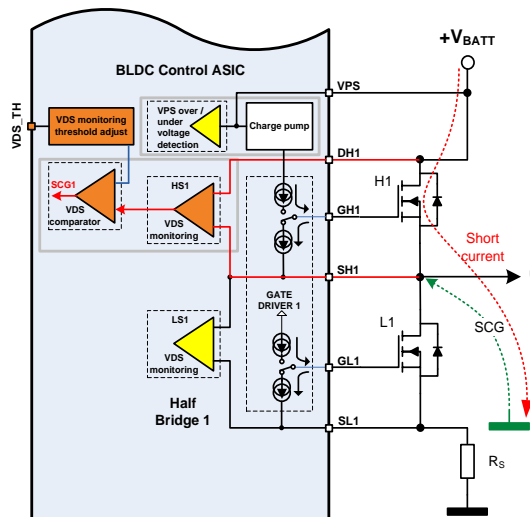 +VBATT
BLDC Control ASIC
VPS
VDS_TH
VDS monitoring
threshold adjust
VPS over /
under
voltage
detection
Charge pump
DH1
H1
SCG1
VDS
comparator
HS1
VDS
monitoring
GH1
Short
current
SH1
GATE
DRIVER 1
LS1
VDS
monitoring
L1
SCG
GL1
Half
Bridge 1
SL1
RS